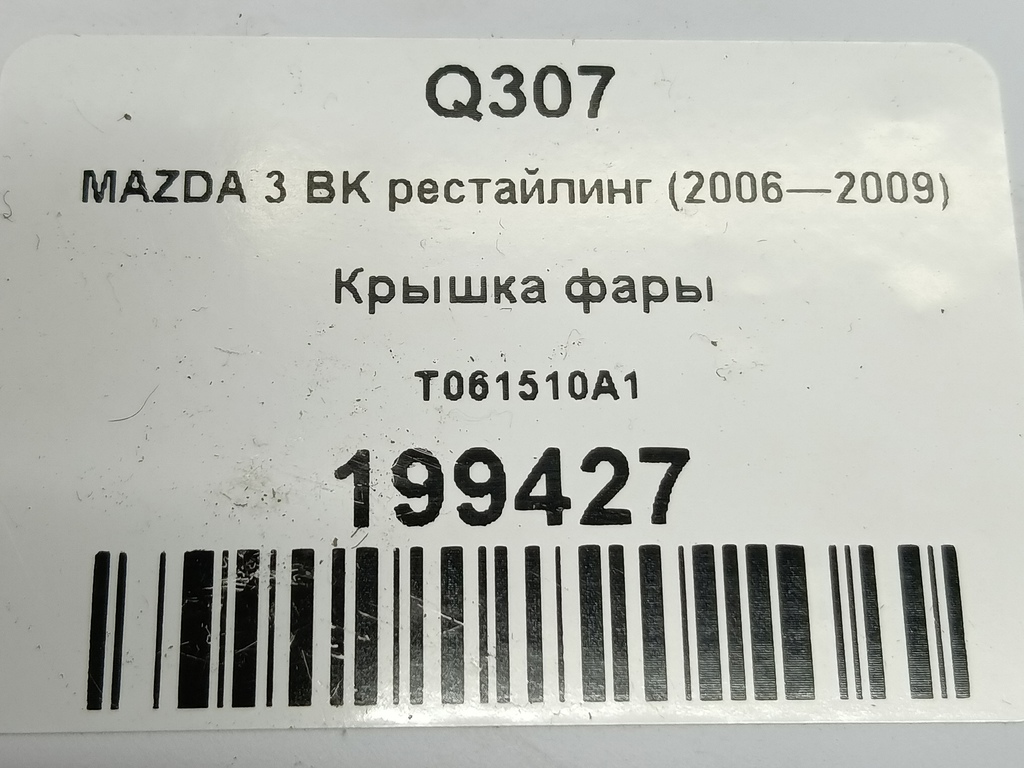 Q307
MAZDA 3 BK рестайлинг (2006—2009)
Крышка фары
T061510A1
199427